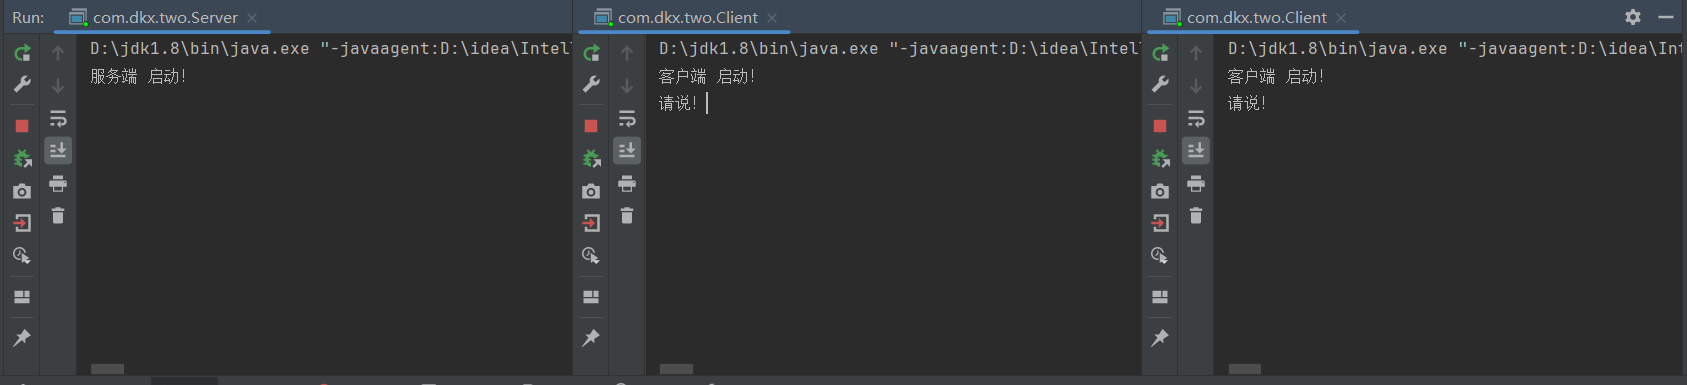 Run: com.dkx.two.Server
D:\jdk1.8\bin\java.exe "-javaagent:D:\idea\Intel
服务端 启动!
com.dkx.two.Client
D:\jdk1.8\bin\java.exe "-javaagent:D:\idea\Intel
客户端 启动!
请说!
com.dkx.two.Client
D:\jdk1.8\bin\java.exe "-javaagent:D:\idea\Int
客户端 启动!
请说!